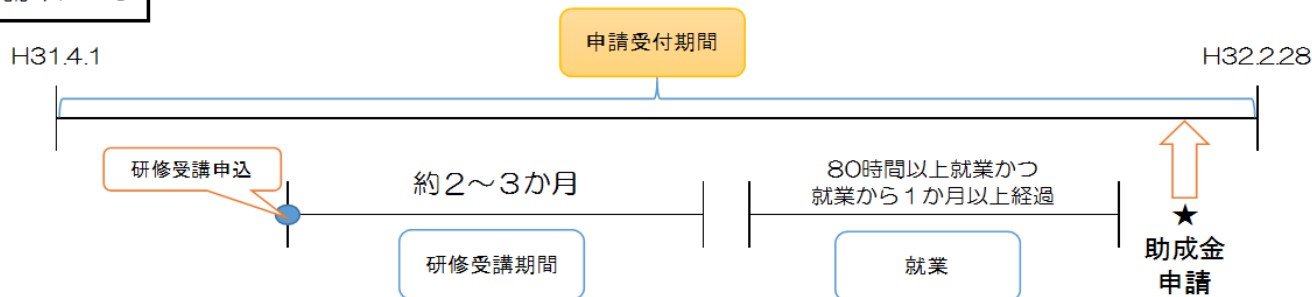 申請受付期間
H31.4.1
H32.2.28
研修受講申込
約2~3か月
80時間以上就業かつ
就業から1か月以上経過
研修受講期間
就業
★
助成金
申請